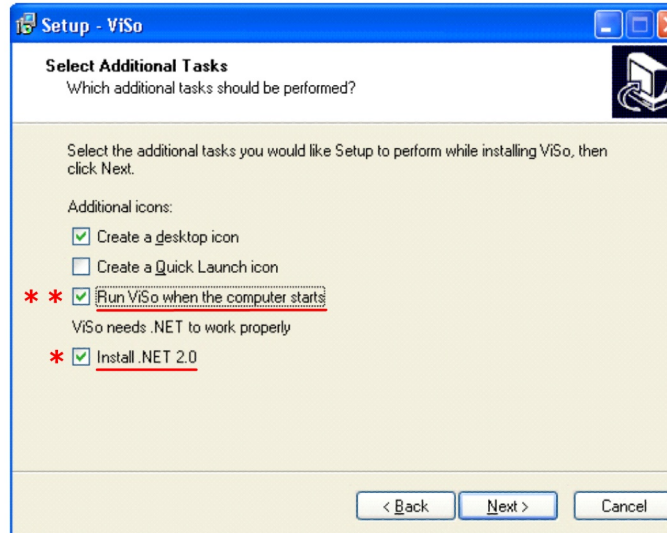 Setup - ViSo
Select Additional Tasks
Which additional tasks should be performed?
Select the additional tasks you would like Setup to perform while installing ViSo, then
click Next.
Additional icons:
Create a desktop icon
Create a Quick Launch icon
* * Run ViSo when the computer starts
ViSo needs .NET to work properly
* Install .NET 2.0
< Back Next > Cancel